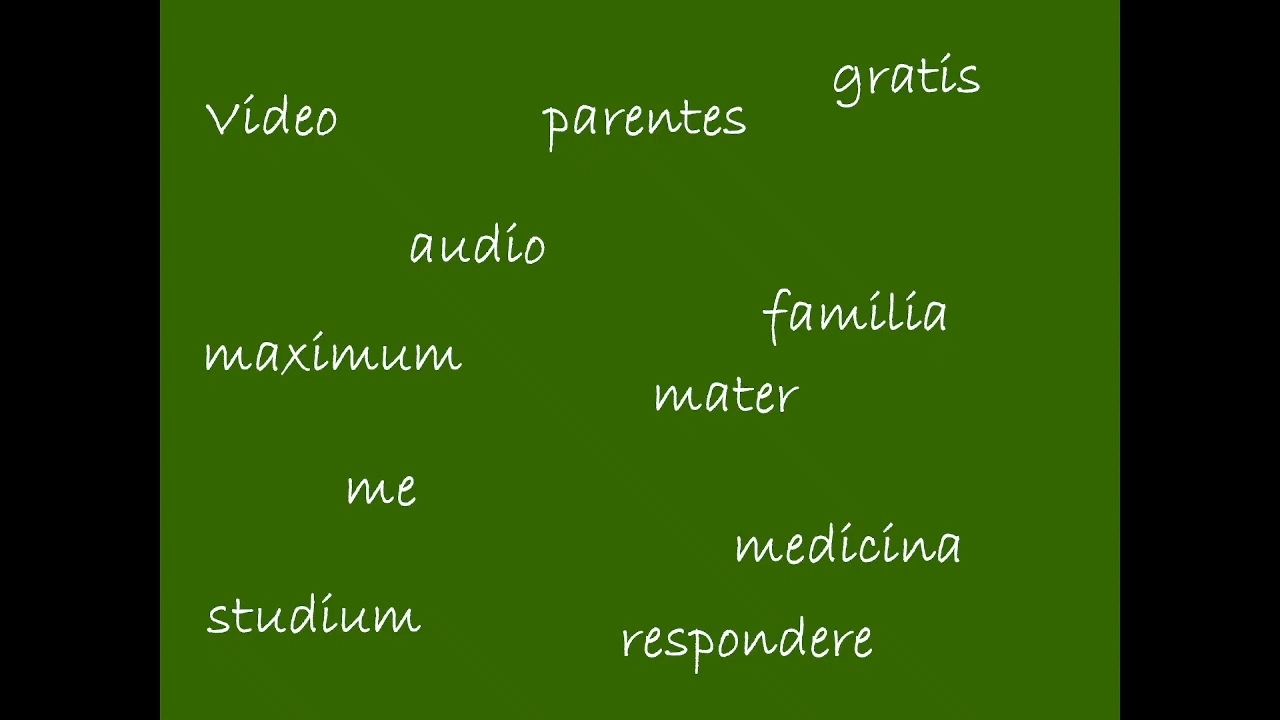 gratis
Video
parentes
audio
familia
maximum
mater
me
medicina
studium
respondere